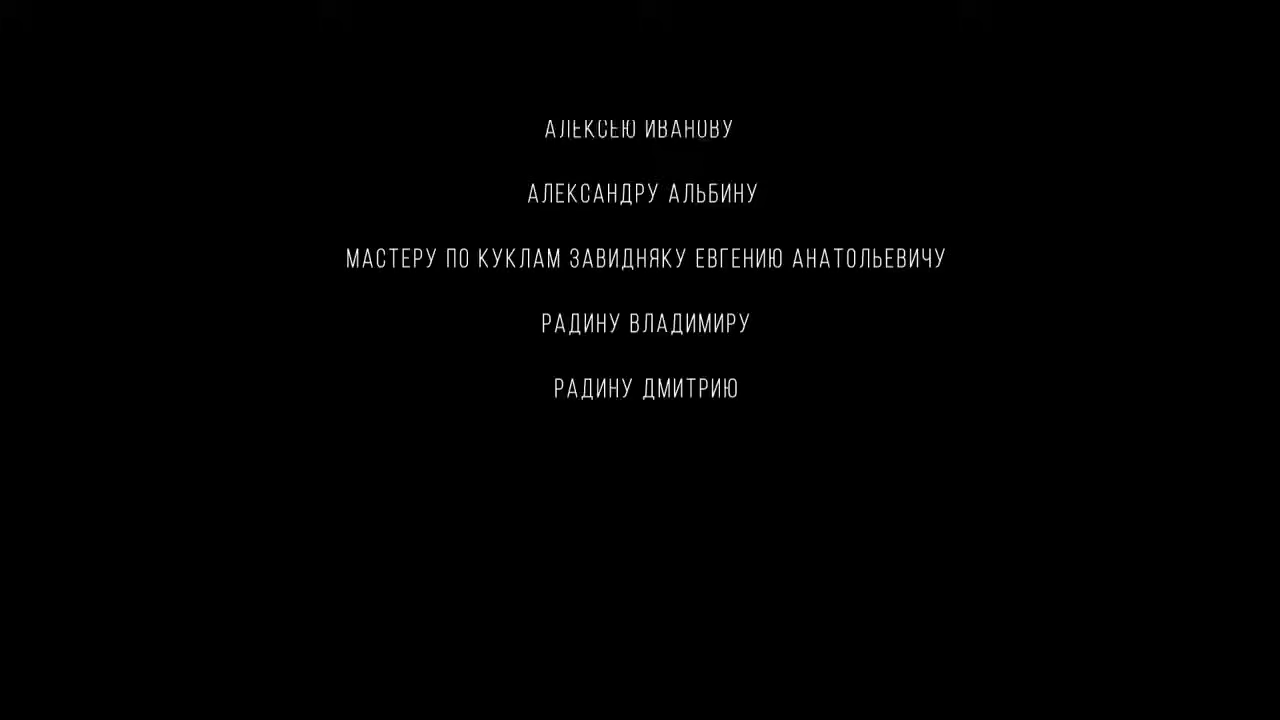 АЛЕКСЕЮ ИВАНОВУ
АЛЕКСАНДРУ АЛЬБИНУ
МАСТЕРУ ПО КУКЛАМ ЗАВИДНЯКУ ЕВГЕНИЮ АНАТОЛЬЕВИЧУ
РАДИНУ ВЛАДИМИРУ
РАДИНУ ДМИТРИЮ